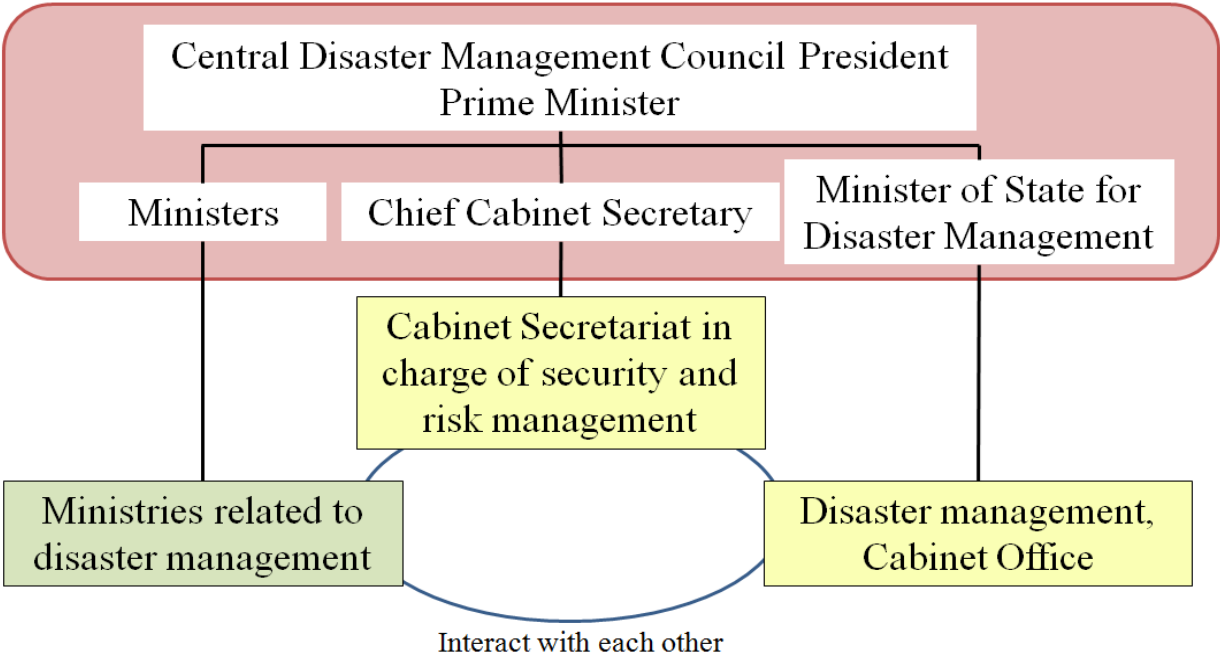 Central Disaster Management Council President
Prime Minister
Ministers
Chief Cabinet Secretary
Minister of State for
Disaster Management
Cabinet Secretariat in
charge of security and
risk management
Ministries related to
disaster management
Disaster management,
Cabinet Office
Interact with each other